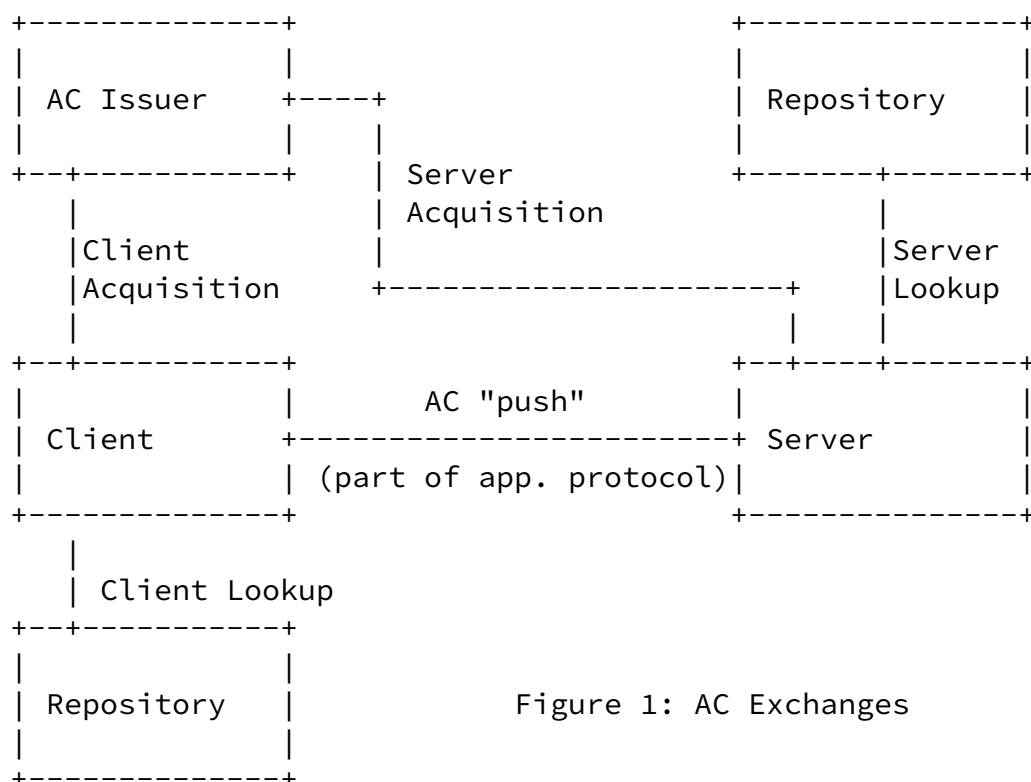 AC Issuer
Repository
Server
Acquisition
Client
Acquisition
Server
Lookup
AC "push"
Client
Server
(part of app. protocol)
Client Lookup
Repository
Figure 1: AC Exchanges